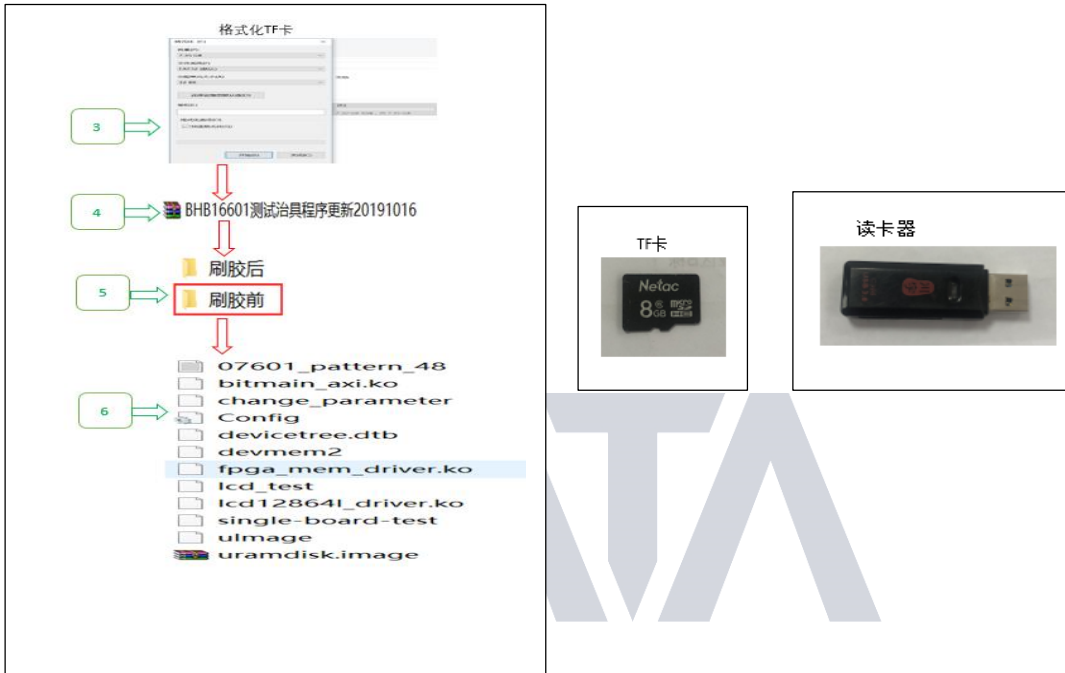 格式化TF卡
3
4
BHB16601测试治具程序更新20191016
刷胶后
5
刷胶前
6
07601_pattern_48
bitmain_axi.ko
change_parameter
Config
devicetree.dtb
devmem2
fpga_mem_driver.ko
lcd_test
lcd12864l_driver.ko
single-board-test
uImage
uramdisk.image
TF卡
Netac
8
GB
micro
读卡器